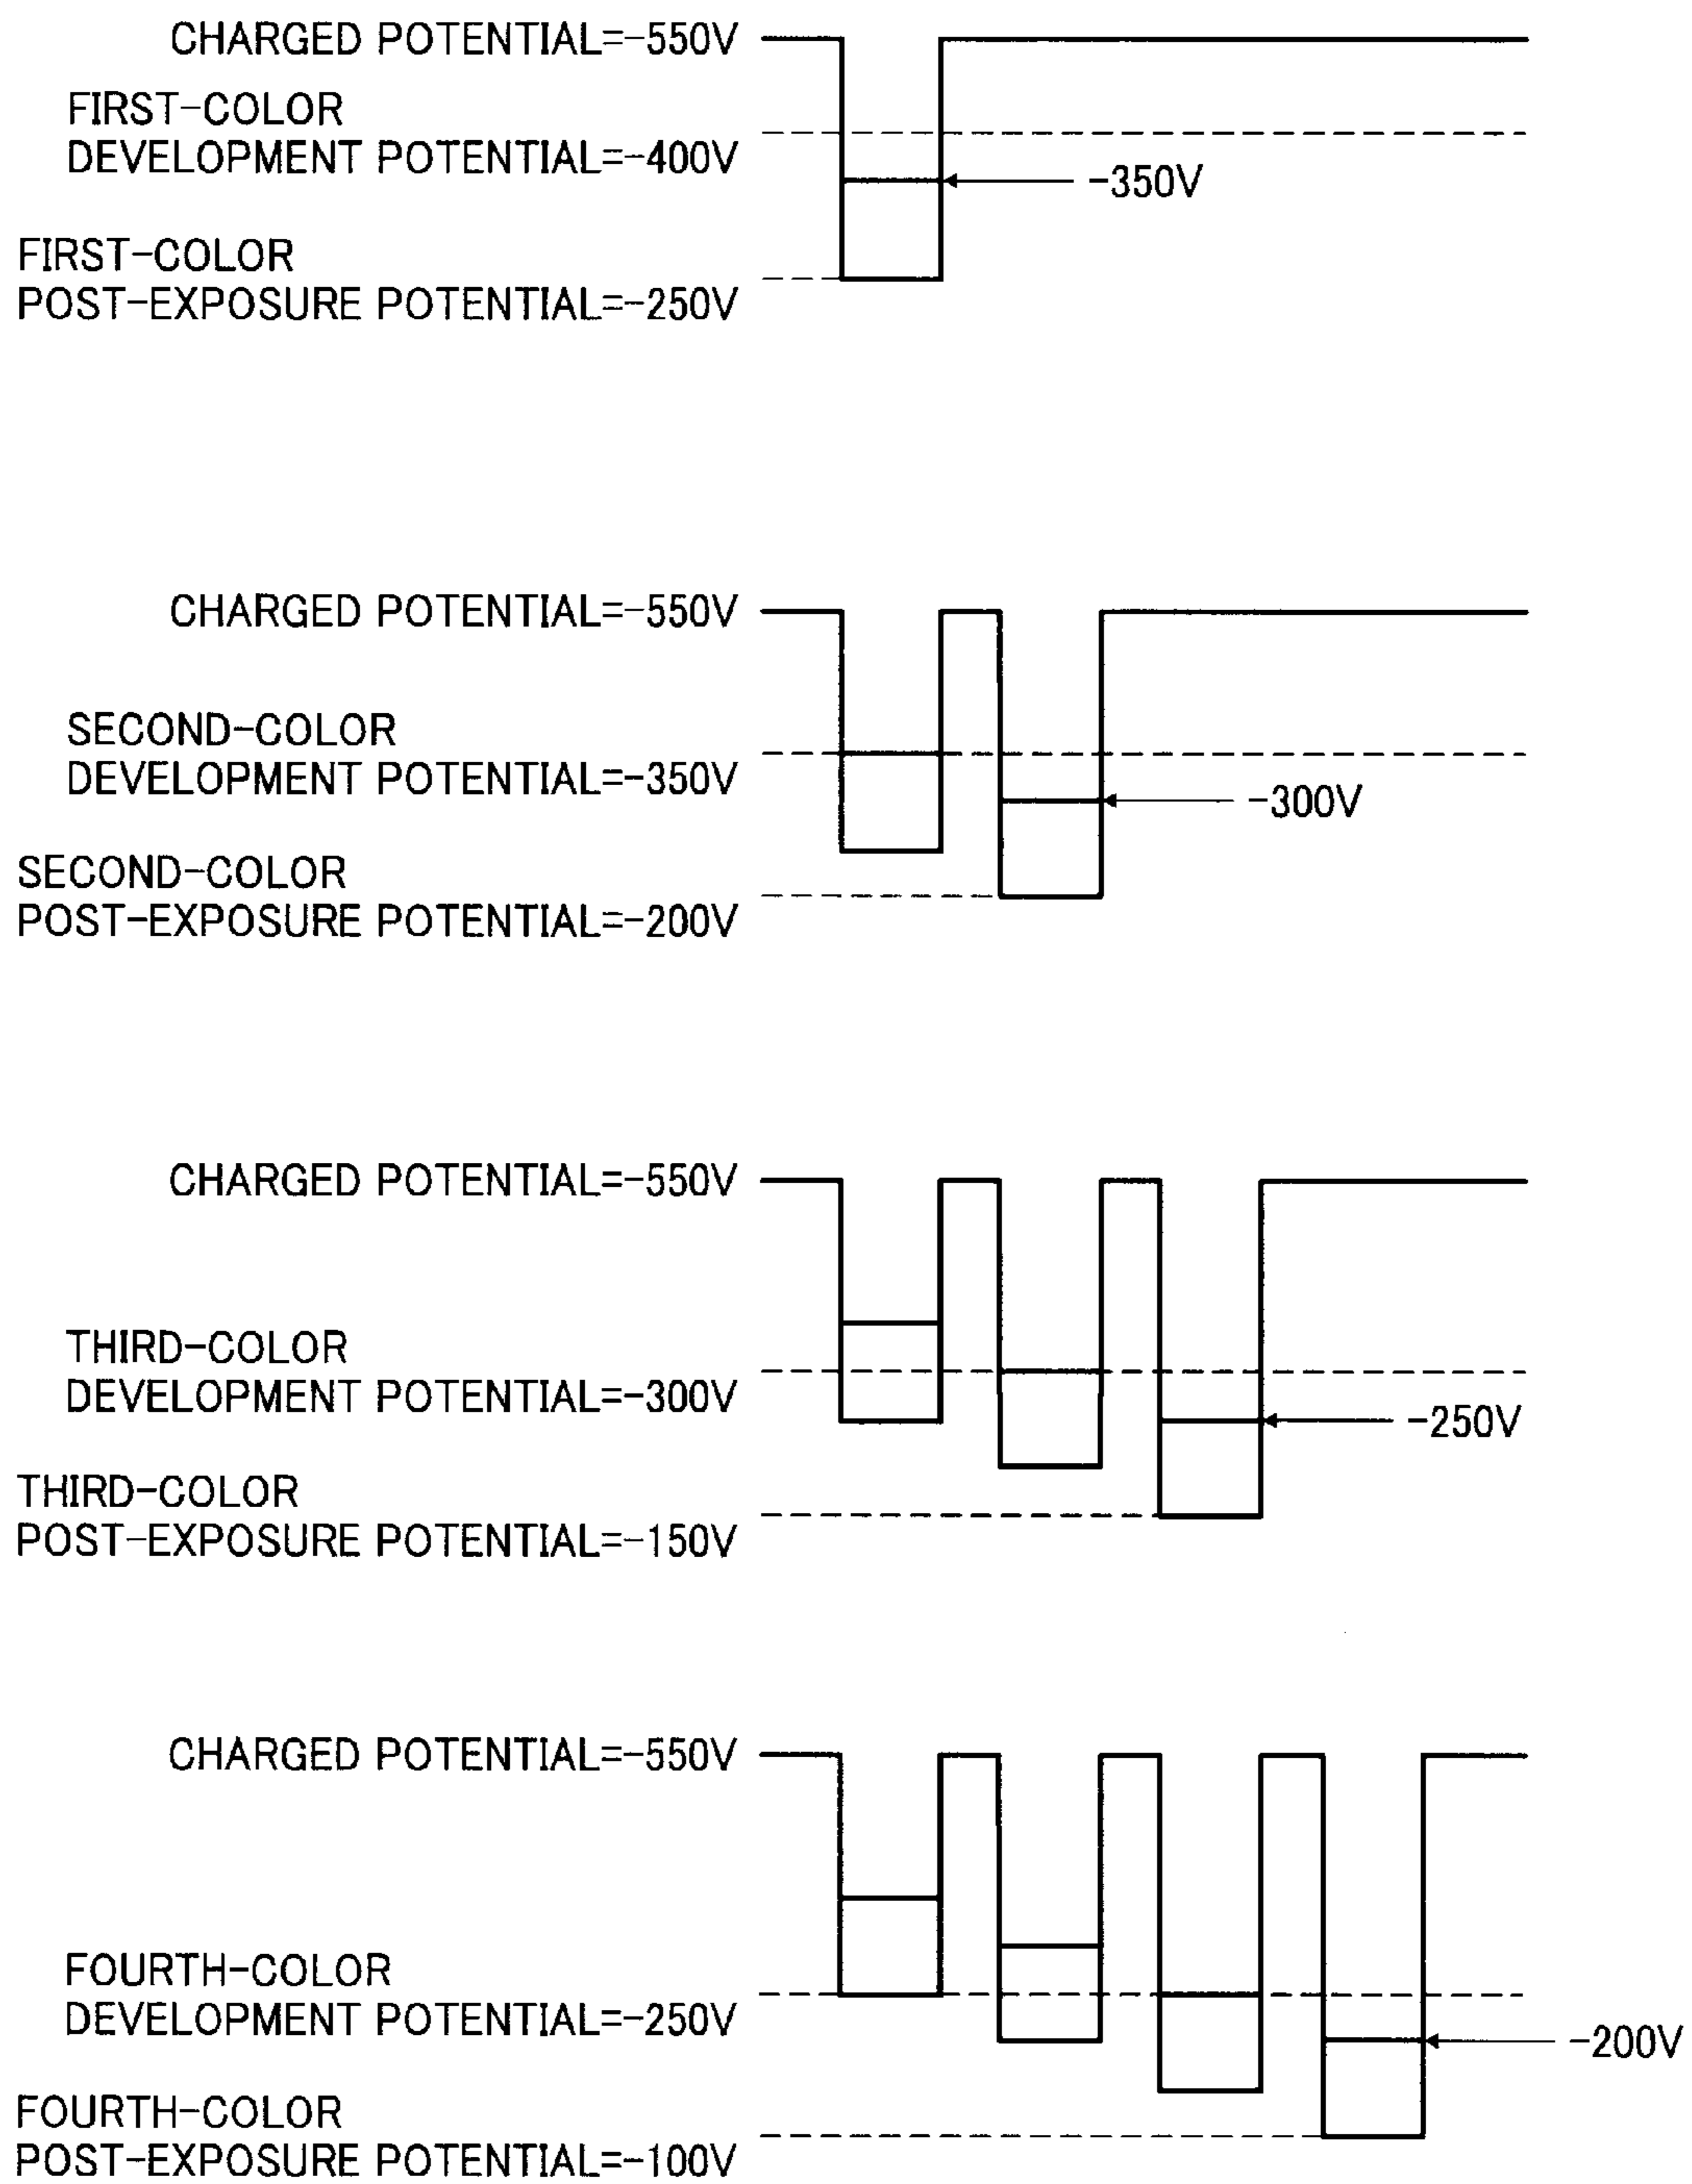 CHARGED POTENTIAL=-550V
FIRST-COLOR
DEVELOPMENT POTENTIAL=-400V
-350V
FIRST-COLOR
POST-EXPOSURE POTENTIAL=-250V
CHARGED POTENTIAL=-550V
SECOND-COLOR
DEVELOPMENT POTENTIAL=-350V
-300V
SECOND-COLOR
POST-EXPOSURE POTENTIAL=-200V
CHARGED POTENTIAL=-550V
THIRD-COLOR
DEVELOPMENT POTENTIAL=-300V
-250V
THIRD-COLOR
POST-EXPOSURE POTENTIAL=-150V
CHARGED POTENTIAL=-550V
FOURTH-COLOR
DEVELOPMENT POTENTIAL=-250V
-200V
FOURTH-COLOR
POST-EXPOSURE POTENTIAL=-100V